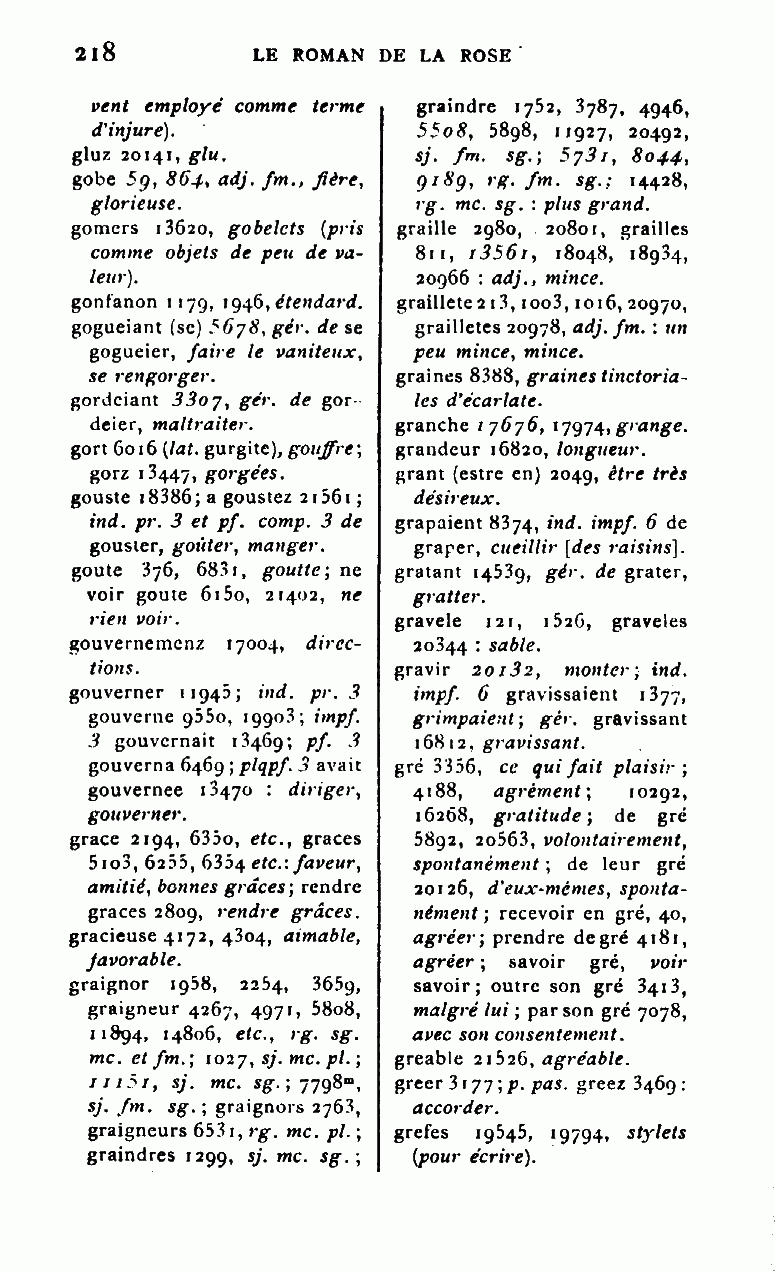 218 LE ROMAN DE LA ROSE
vent employé comme terme
d'injure).
gluz 20141, glu.
gobe 59, 864, adj. fm., fière,
glorieuse.
gomers 13620, gobelets (pris
comme objets de peu de va-
leur).
gonfanon 1179, 1946, étendard.
gogueiant (se) 5678, gér. de se
gogueier, faire le vaniteux,
se rengorger.
gordeiant 3307, gér. de gor-
deier, maltraiter.
gort 6016 (lat. gurgite), gouffre;
gorz 13447, gorgées.
gouste 18386; a goustez 21561;
ind. pr. 3 et pf. comp. 3 de
gouster, goûter, manger.
goute 376, 6831, goutte; ne
voir goute 6150, 21402, ne
rien voir.
gouvernemenz 17004, direc-
tions.
gouverner 11945; ind. pr. 3
gouverne 9550, 19903; impf.
3 gouvernait 13469; pf. 3
gouverna 6469; plqpf. 3 avait
gouvernee 13470 : diriger,
gouverner.
grace 2194, 6350, etc., graces
5103, 6255, 6354 etc.: faveur,
amitié, bonnes grâces; rendre
graces 2809, rendre grâces.
gracieuse 4172, 4304, aimable,
favorable.
graignor 1958, 2254, 3659,
graigneur 4267, 4971, 5808,
11894, 14806, etc., rg. sg.
mc. et fm.; 1027, sj. mc. pl.;
11151, sj. mc. sg.; 7798m,
sj. fm. sg.; graignors 2763,
graigneurs 6531, rg. mc. pl.;
graindres 1299, sj. mc. sg.;
graindre 1752, 3787, 4946,
5508, 5898, 11927, 20492,
sj. fm. sg.; 5731, 8044,
9189, rg. fm. sg.; 14428,
rg. mc. sg. : plus grand.
graille 2980, 20801, grailles
811, 13561, 18048, 18934,
20966 : adj., mince.
graillete 213, 1003, 1016, 20970,
grailletes 20978, adj. fm. : un
peu mince, mince.
graines 8388, graines tinctoria-
les d'écarlate.
granche 17676, 17974, grange.
grandeur 16820, longueur.
grant (estre en) 2049, être très
désireux.
grapaient 8374, ind. impf. 6 de
graper, cueillir [des raisins].
gratant 14539, gér. de grater,
gratter.
gravele 121, 1526, graveles
20344 : sable.
gravir 20132, monter; ind.
impf. 6 gravissaient 1377,
grimpaient; gér. gravissant
16812, gravissant.
gré 3356, ce qui fait plaisir;
4188, agrément; 10292,
16268, gratitude; de gré
5892, 20563, volontairement,
spontanément; de leur gré
20126, d'eux-mêmes, sponta-
nément; recevoir en gré, 40,
agréer; prendre de gré 4181,
agréer; savoir gré, voir
savoir; outre son gré 3413,
malgré lui; par son gré 7078,
avec son consentement.
greable 21526, agréable.
greer 3177; p. pas. greez 3469:
accorder.
grefes 19545, 19794, stylets
(pour écrire).